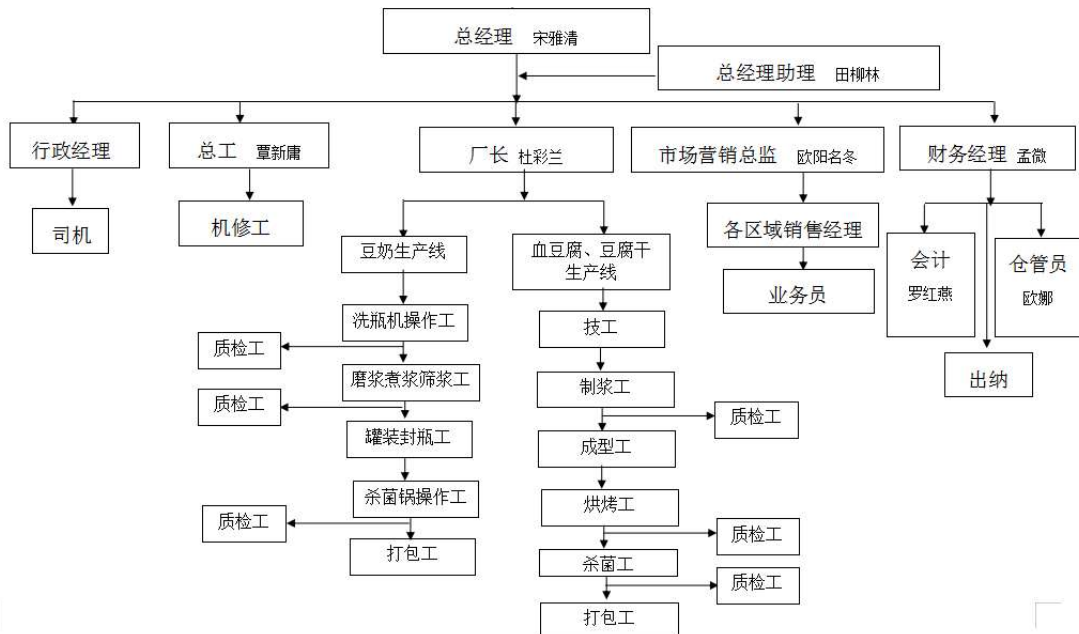 总经理 宋雅清
总经理助理 田柳林
行政经理
总工 覃新庸
厂长 杜彩兰
市场营销总监 欧阳名冬
财务经理 孟微
司机
机修工
各区域销售经理
会计
罗红燕
仓管员
欧娜
豆奶生产线
血豆腐、豆腐干
生产线
业务员
洗瓶机操作工
技工
质检工
出纳
磨浆煮浆筛浆工
制浆工
质检工
质检工
罐装封瓶工
成型工
杀菌锅操作工
烘烤工
质检工
质检工
打包工
杀菌工
质检工
打包工